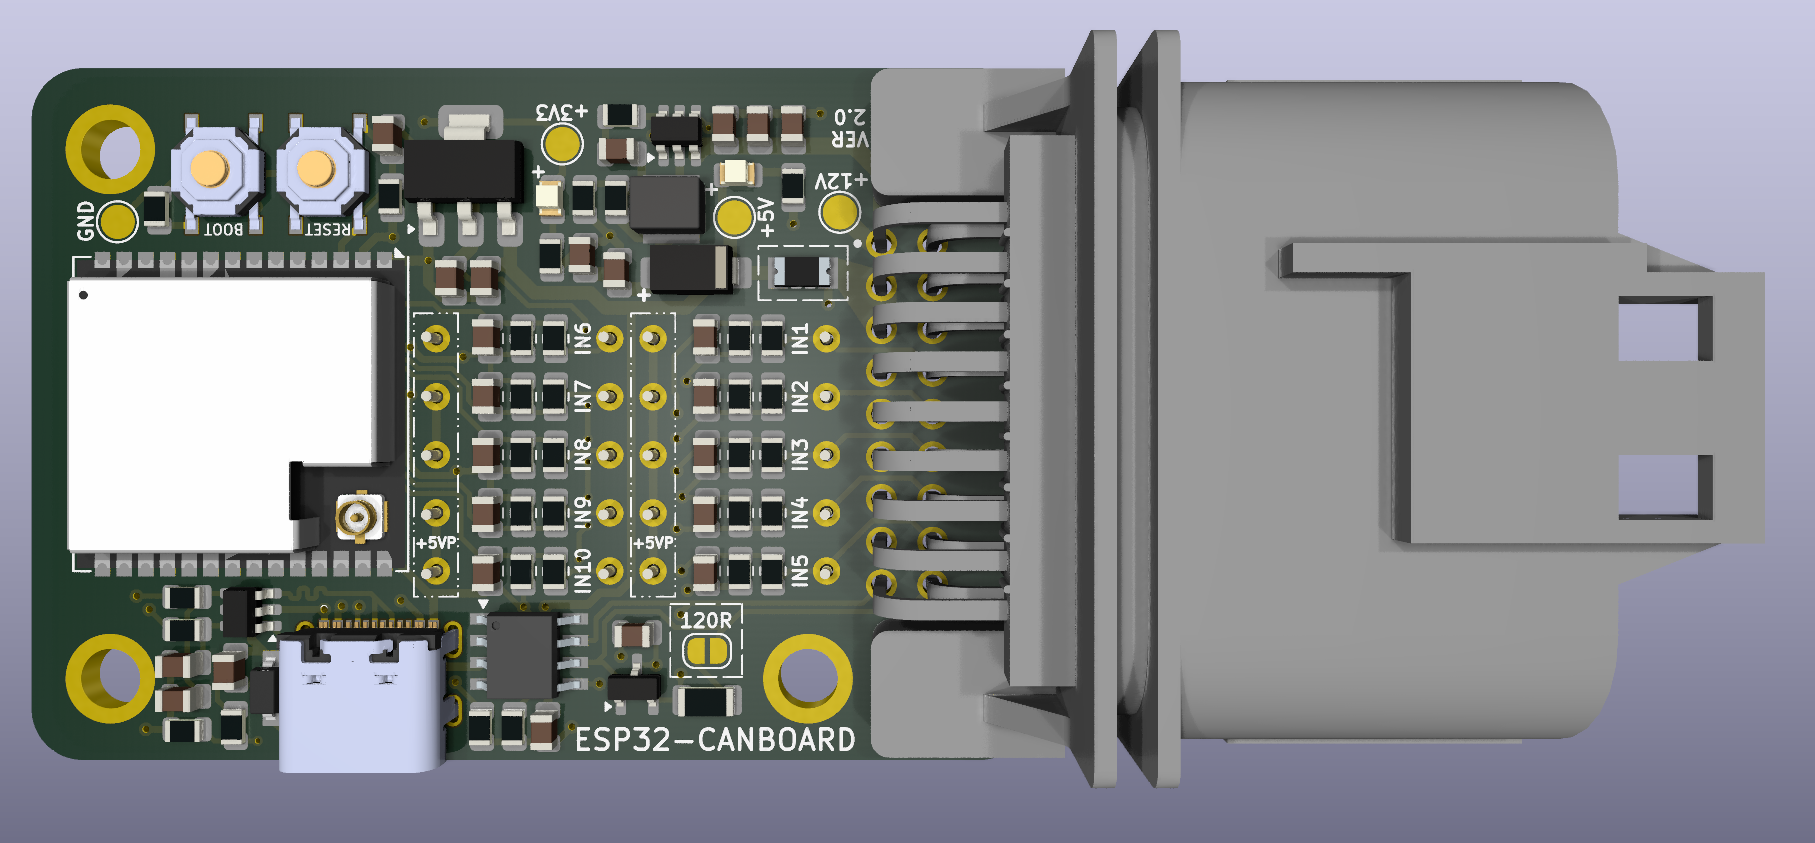 +3V3
VER
2.0
+12V
+5V
GND
BOOT
RESET
IN6
IN1
IN7
IN2
IN8
IN3
IN9
IN4
+5VP
+5VP
IN10
IN5
120R
ESP32-CANBOARD